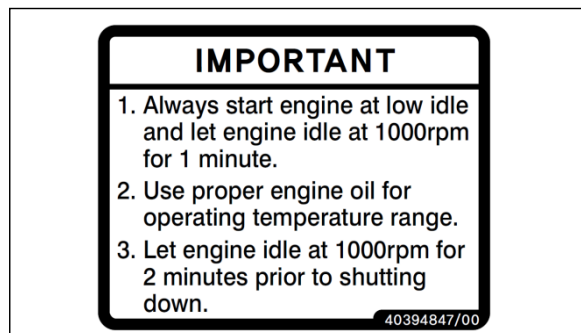 IMPORTANT
1. Always start engine at low idle
and let engine idle at 1000rpm
for 1 minute.
2. Use proper engine oil for
operating temperature range.
3. Let engine idle at 1000rpm for
2 minutes prior to shutting
down.
40394847/00